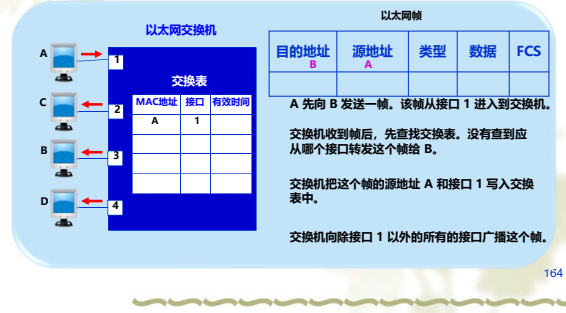 以太网帧
以太网交换机
目的地址 源地址 类型 数据 FCS
B A
A
1
交换表
MAC地址 接口 有效时间
A 1
C
2
B
3
D
4
A 先向 B 发送一帧。该帧从接口 1 进入到交换机。
交换机收到帧后，先查找交换表。没有查到应
从哪个接口转发这个帧给 B。
交换机把这个帧的源地址 A 和接口 1 写入交换
表中。
交换机向除接口 1 以外的所有的接口广播这个帧。
164